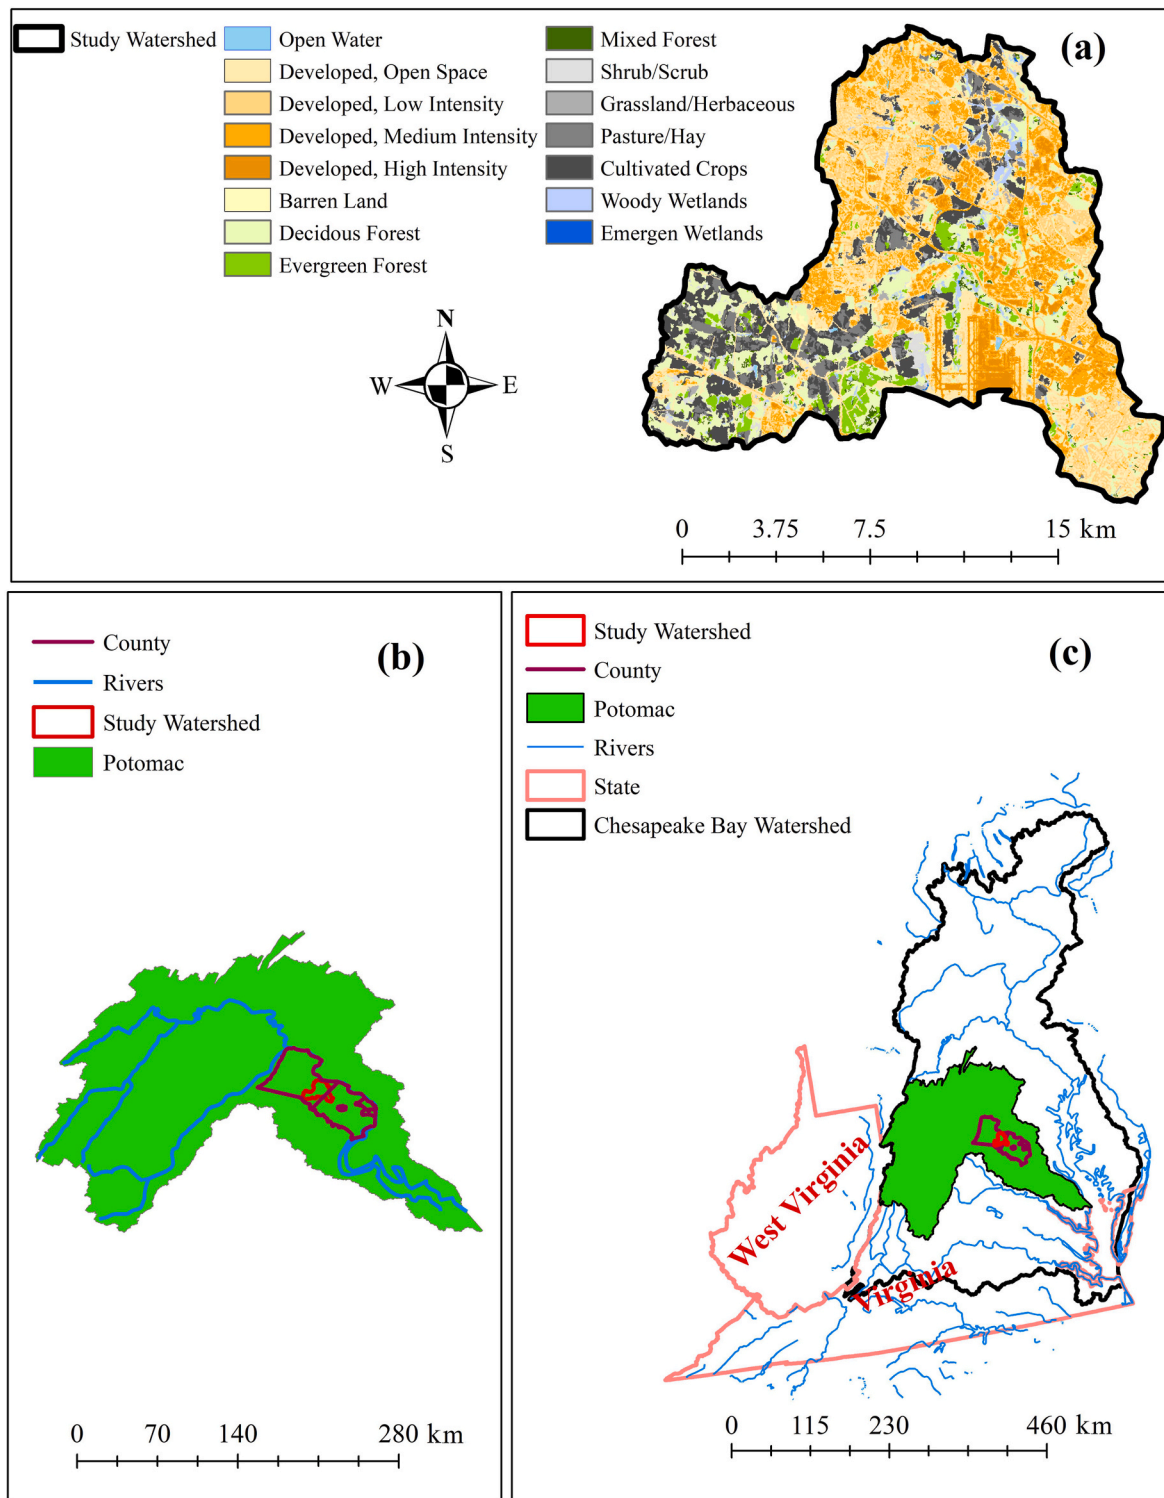 Study Watershed
Open Water
Developed, Open Space
Developed, Low Intensity
Developed, Medium Intensity
Developed, High Intensity
Barren Land
Decidous Forest
Evergreen Forest
Mixed Forest
Shrub/Scrub
Grassland/Herbaceous
Pasture/Hay
Cultivated Crops
Woody Wetlands
Emergen Wetlands
(a)
N
W E
S
0 3.75 7.5 15 km
County
Rivers
Study Watershed
Potomac
(b)
0 70 140 280 km
Study Watershed
County
Potomac
Rivers
State
Chesapeake Bay Watershed
(c)
West Virginia
Virginia
0 115 230 460 km